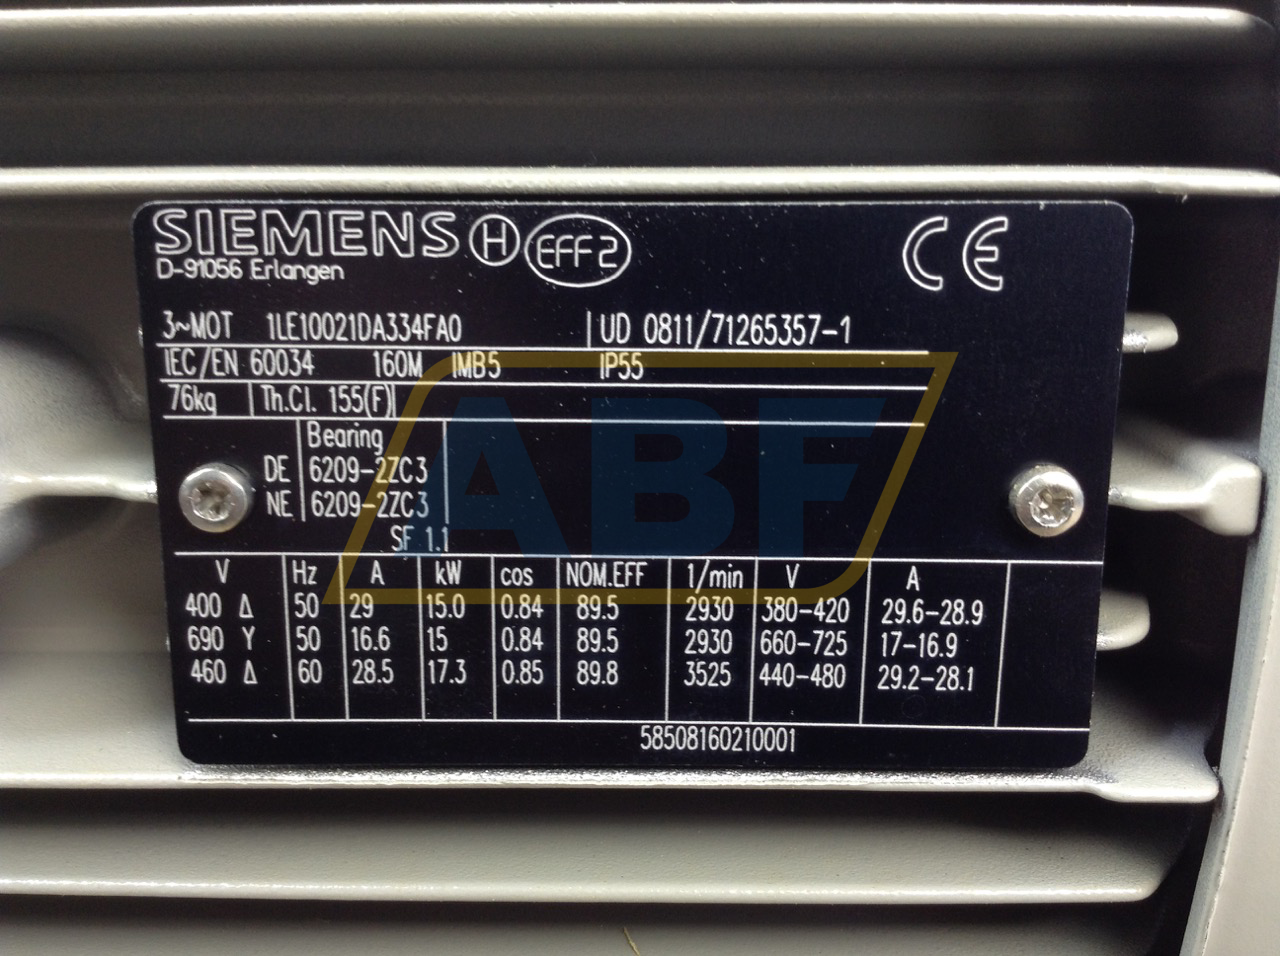 SIEMENS H EFF2 CE
D-91056 Erlangen
3~MOT 1LE10021DA334FA0 UD 0811/71265357-1
IEC/EN 60034 160M IMB5 IP55
76kg Th.Cl. 155(F)
Bearing
DE 6209-2ZC3
NE 6209-2ZC3
SF 1.1
V Hz A kW cos NOM.EFF 1/min V A
400 Δ 50 29 15.0 0.84 89.5 2930 380-420 29.6-28.9
690 Y 50 16.6 15 0.84 89.5 2930 660-725 17-16.9
460 Δ 60 28.5 17.3 0.85 89.8 3525 440-480 29.2-28.1
58508160210001
ABF